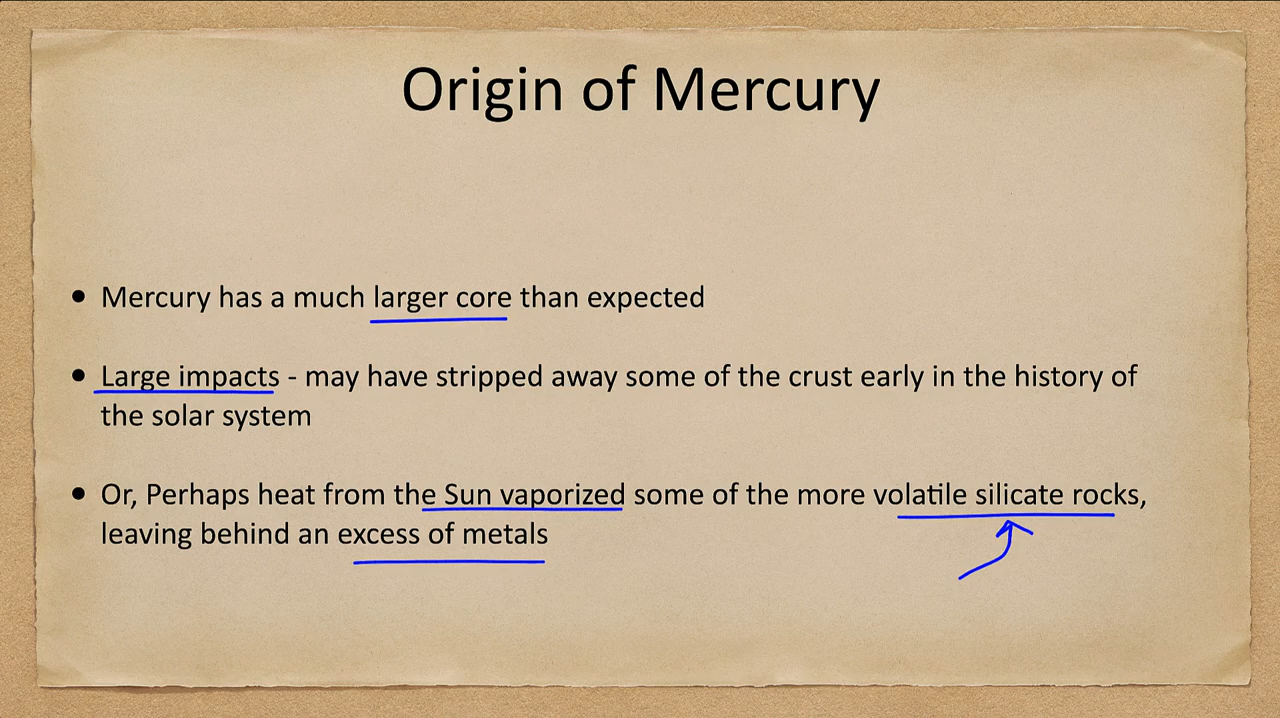 Origin of Mercury
• Mercury has a much larger core than expected
• Large impacts - may have stripped away some of the crust early in the history of
the solar system
• Or, Perhaps heat from the Sun vaporized some of the more volatile silicate rocks,
leaving behind an excess of metals